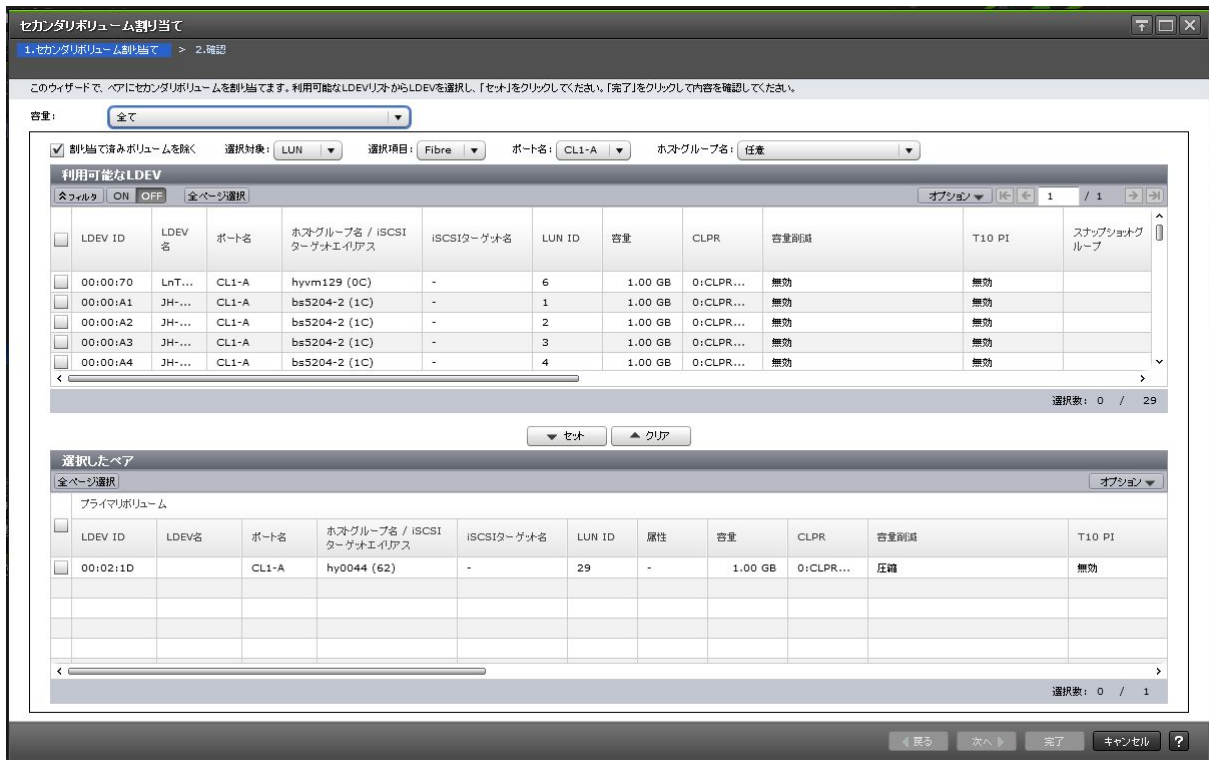 セカンダリボリューム割り当て
1.セカンダリボリューム割り当て > 2.確認
このウィザードで、ペアにセカンダリボリュームを割り当てます。利用可能なLDEVリストからLDEVを選択し、「セット」をクリックしてください。「完了」をクリックして内容を確認してください。
容量: 全て
割り当て済みボリュームを除く 選択対象: LUN 選択項目: Fibre ポート名: CL1-A ホストグループ名: 任意
利用可能なLDEV
フィルタ ON OFF 全ページ選択 オプション 1 / 1
LDEV ID LDEV名 ポート名 ホストグループ名 / iSCSIターゲットエイリアス iSCSIターゲット名 LUN ID 容量 CLPR 容量削減 T10 PI スナップショットグループ
00:00:70 LnT... CL1-A hyvm129 (0C) - 6 1.00 GB 0:CLPR... 無効 無効
00:00:A1 JH-... CL1-A bs5204-2 (1C) - 1 1.00 GB 0:CLPR... 無効 無効
00:00:A2 JH-... CL1-A bs5204-2 (1C) - 2 1.00 GB 0:CLPR... 無効 無効
00:00:A3 JH-... CL1-A bs5204-2 (1C) - 3 1.00 GB 0:CLPR... 無効 無効
00:00:A4 JH-... CL1-A bs5204-2 (1C) - 4 1.00 GB 0:CLPR... 無効 無効
選択数: 0 / 29
セット クリア
選択したペア
全ページ選択 オプション
プライマリボリューム
LDEV ID LDEV名 ポート名 ホストグループ名 / iSCSIターゲットエイリアス iSCSIターゲット名 LUN ID 属性 容量 CLPR 容量削減 T10 PI
00:02:1D CL1-A hy0044 (62) - 29 - 1.00 GB 0:CLPR... 圧縮 無効
選択数: 0 / 1
戻る 次へ 完了 キャンセル ?